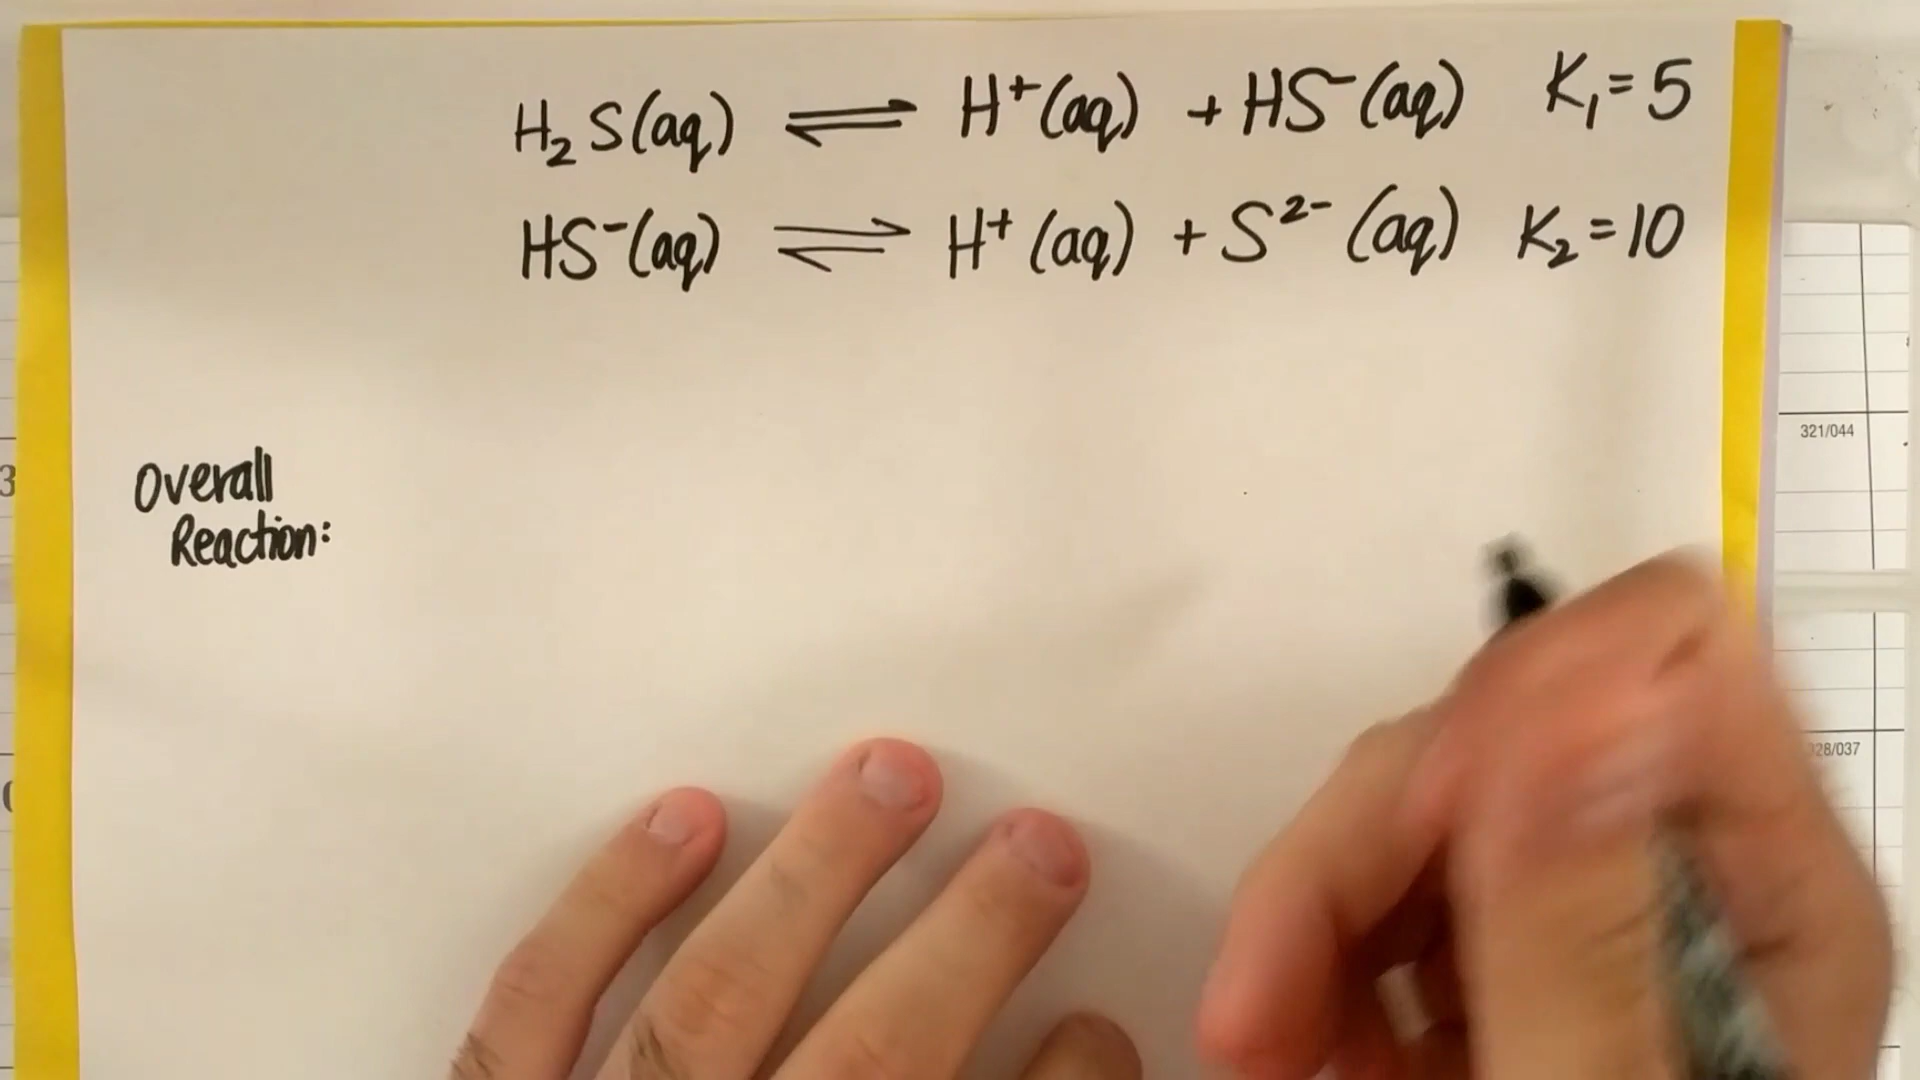 H₂S(aq) ⇌ H⁺(aq) + HS⁻(aq) K₁=5
HS⁻(aq) ⇌ H⁺(aq) + S²⁻(aq) K₂=10
Overall
Reaction:
321/044
28/037